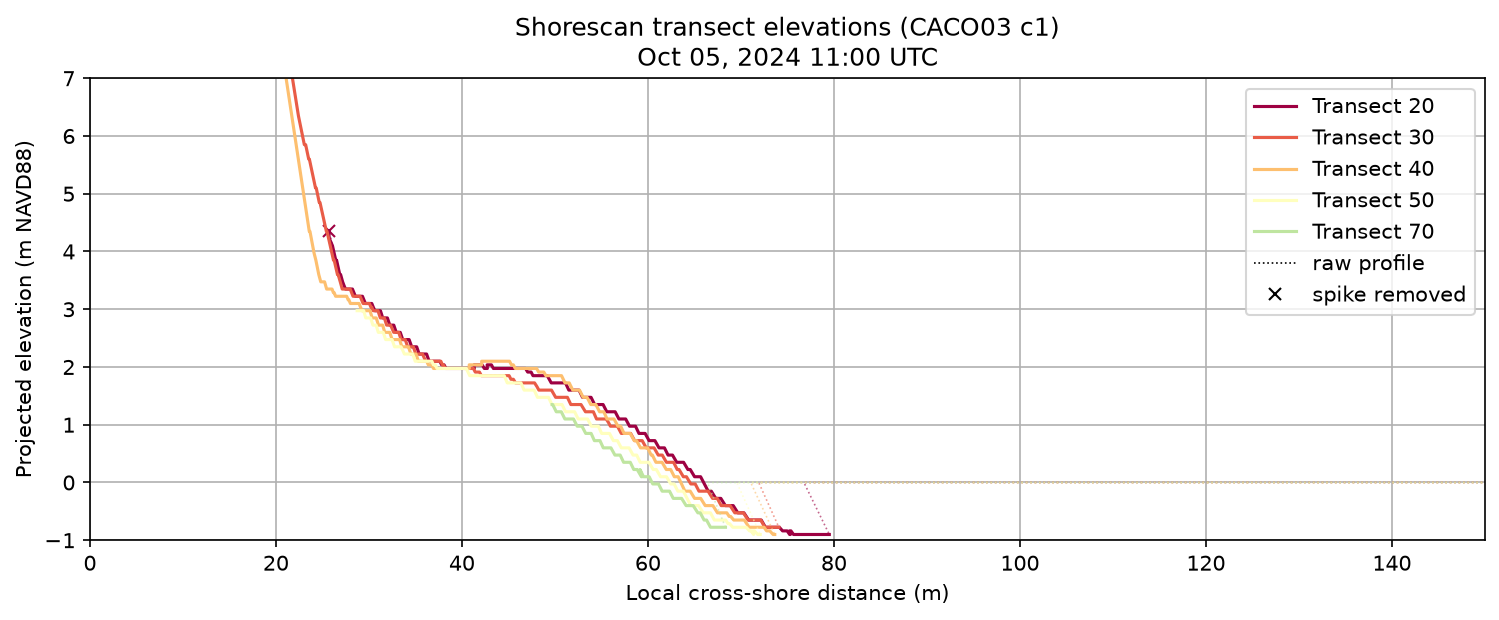 Shorescan transect elevations (CACO03 c1)
Oct 05, 2024 11:00 UTC
Projected elevation (m NAVD88)
7
6
5
4
3
2
1
0
−1
0
20
40
60
80
100
120
140
Local cross-shore distance (m)
Transect 20
Transect 30
Transect 40
Transect 50
Transect 70
raw profile
spike removed